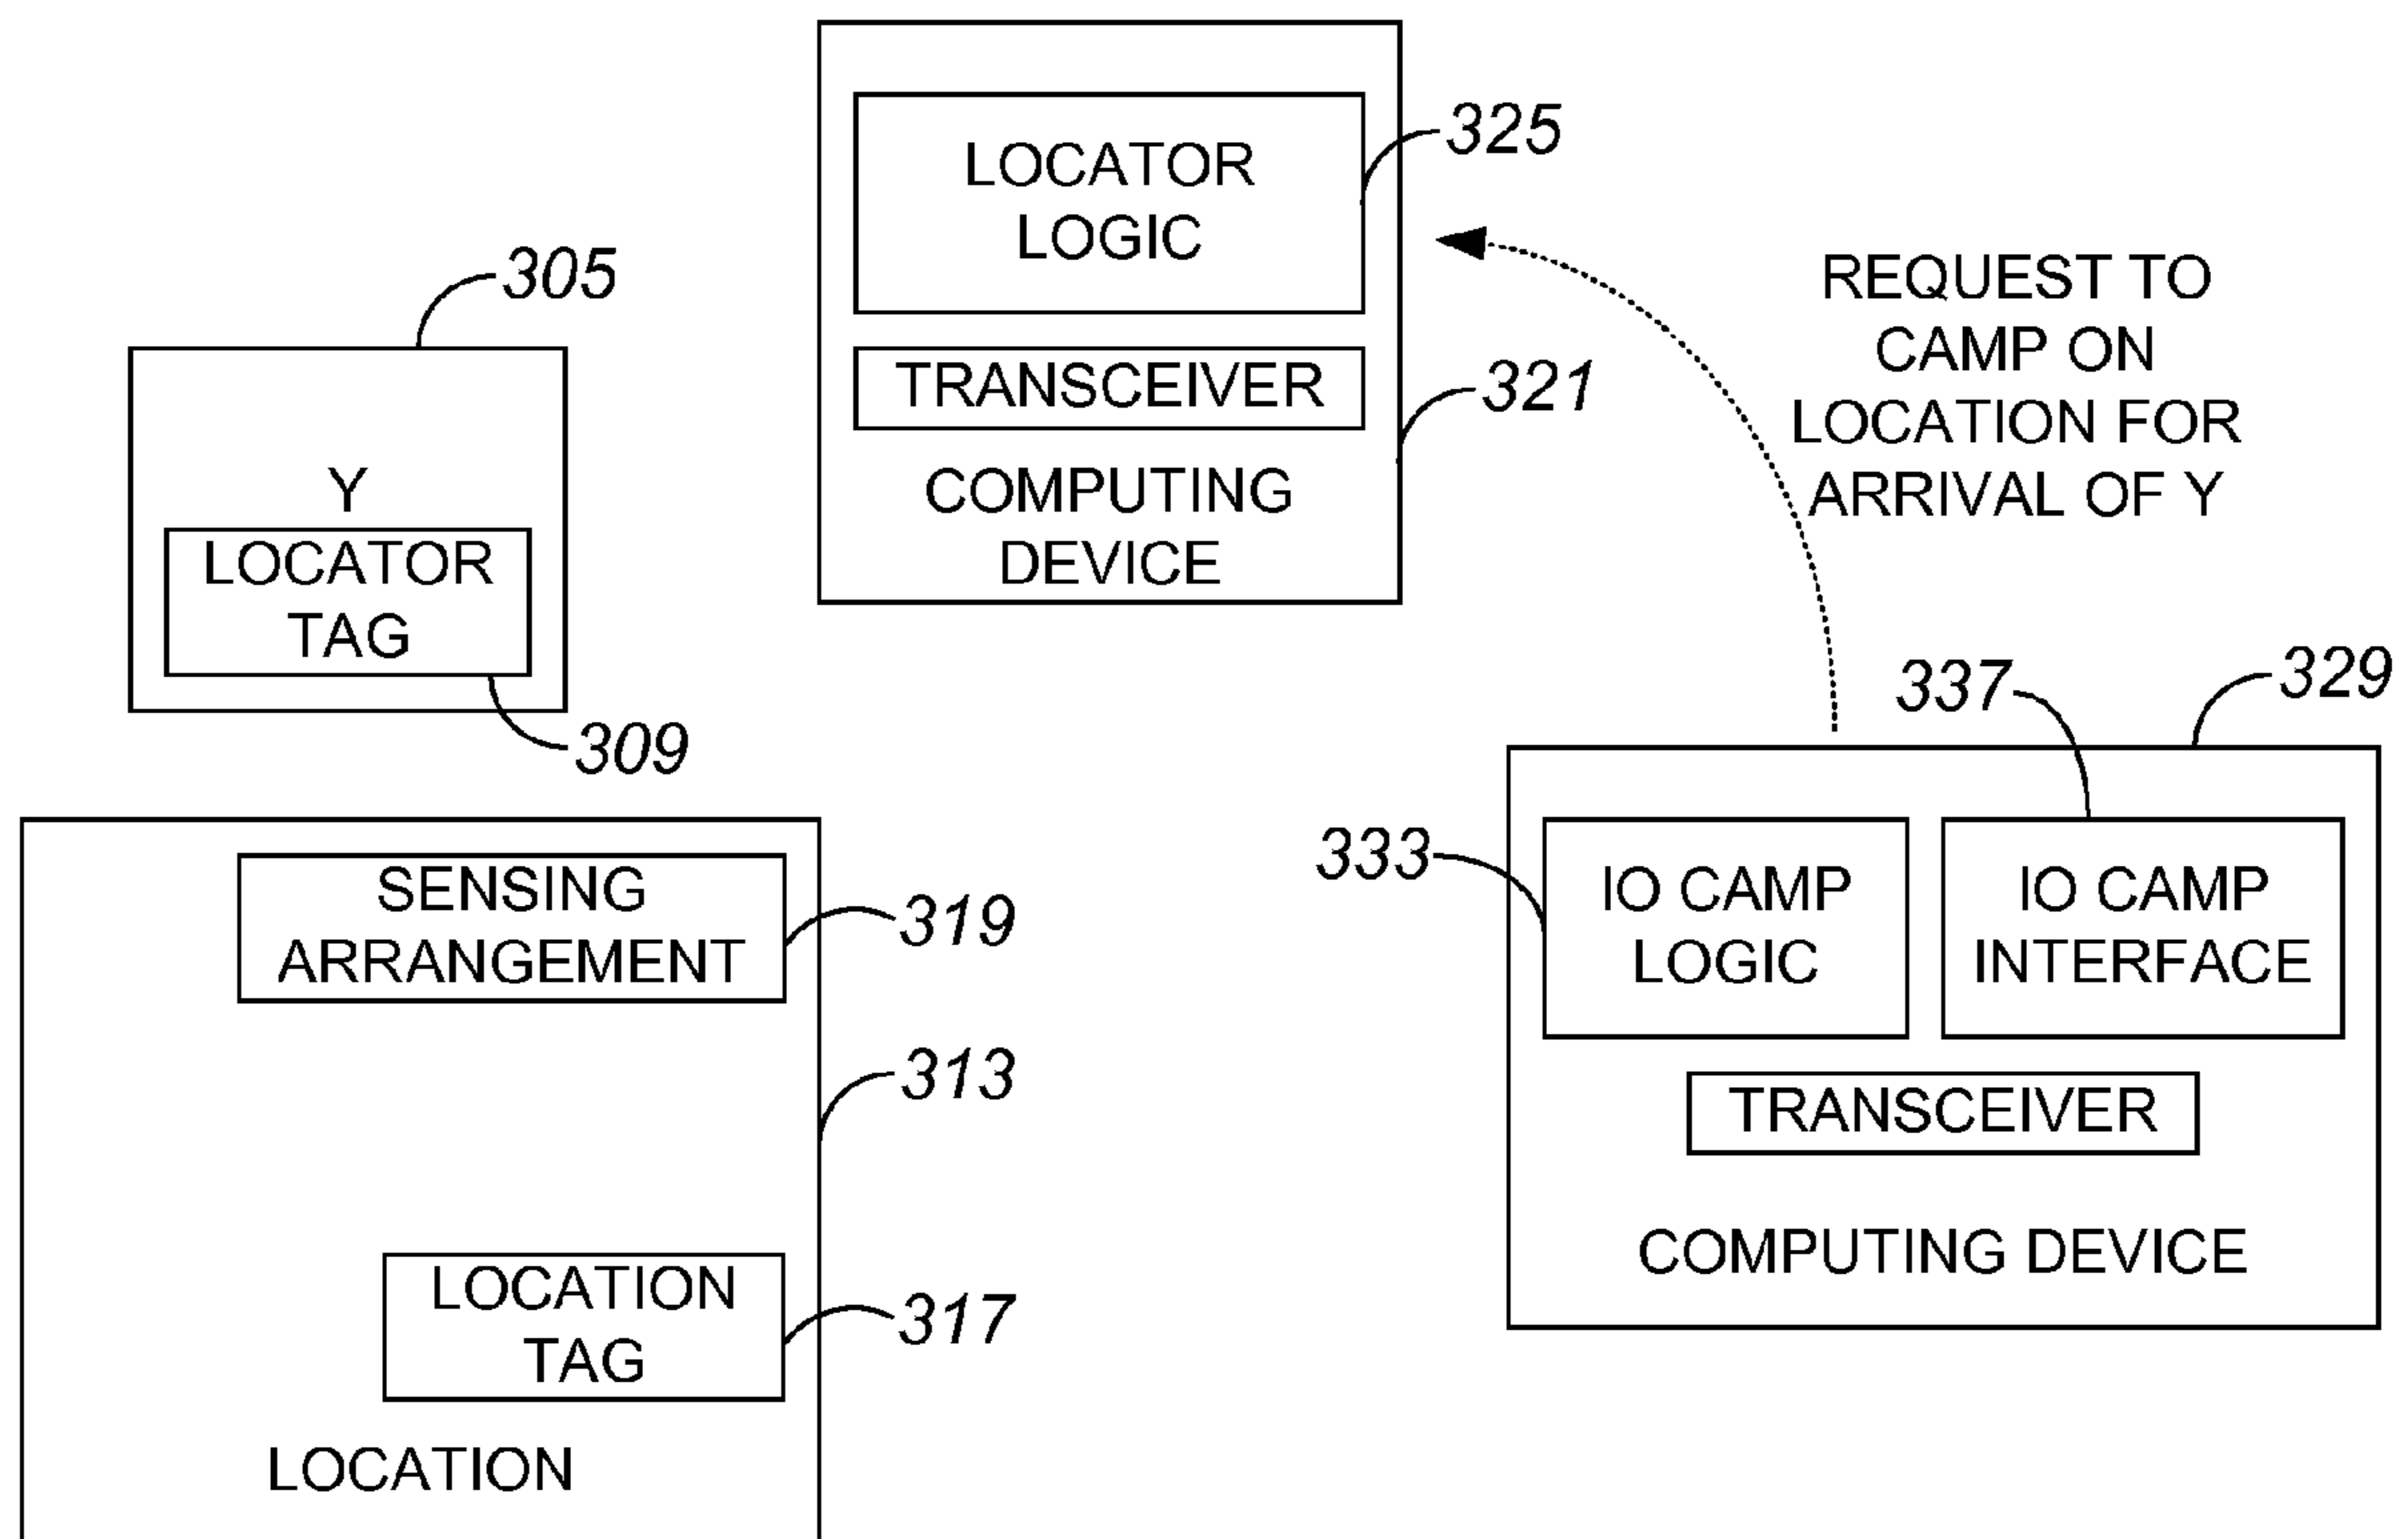 LOCATOR
LOGIC
325
TRANSCEIVER
321
COMPUTING
DEVICE
305
Y
LOCATOR
TAG
309
REQUEST TO
CAMP ON
LOCATION FOR
ARRIVAL OF Y
337
329
333
IO CAMP
LOGIC
IO CAMP
INTERFACE
TRANSCEIVER
COMPUTING DEVICE
SENSING
ARRANGEMENT
319
313
LOCATION
TAG
317
LOCATION